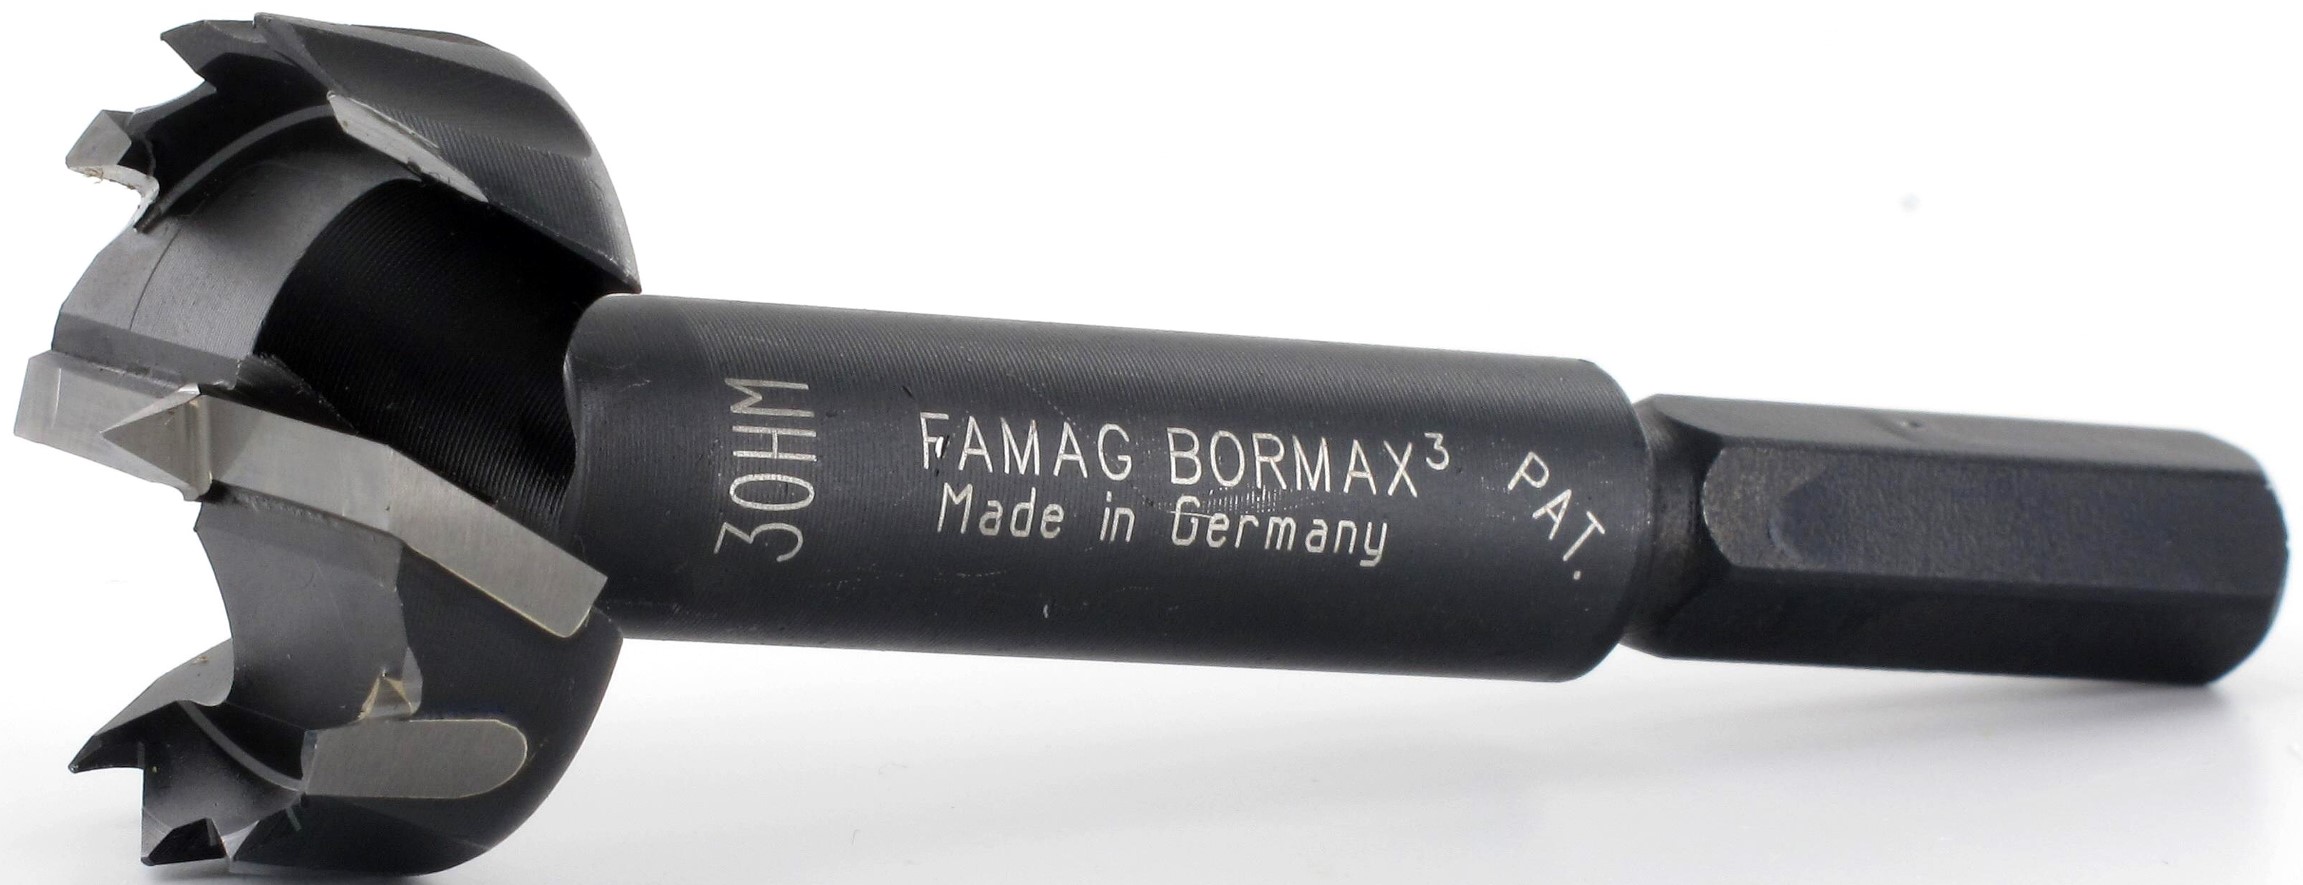 30HM
FAMAG BORMAX³ PAT.
Made in Germany